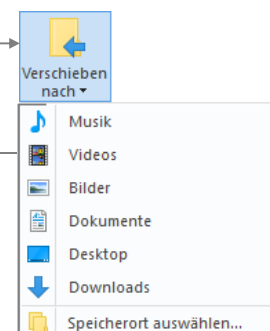 Verschieben
nach
Musik
Videos
Bilder
Dokumente
Desktop
Downloads
Speicherort auswählen...